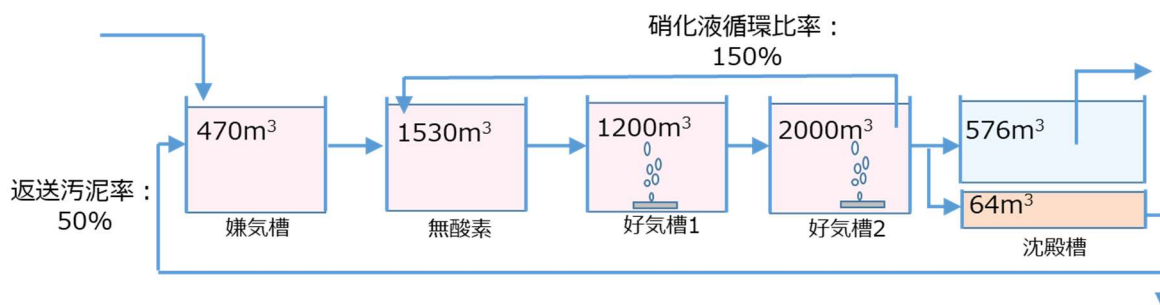 硝化液循環比率：
150%
470m³
1530m³
1200m³
2000m³
576m³
返送汚泥率：
50%
64m³
嫌気槽
無酸素
好気槽1
好気槽2
沈殿槽